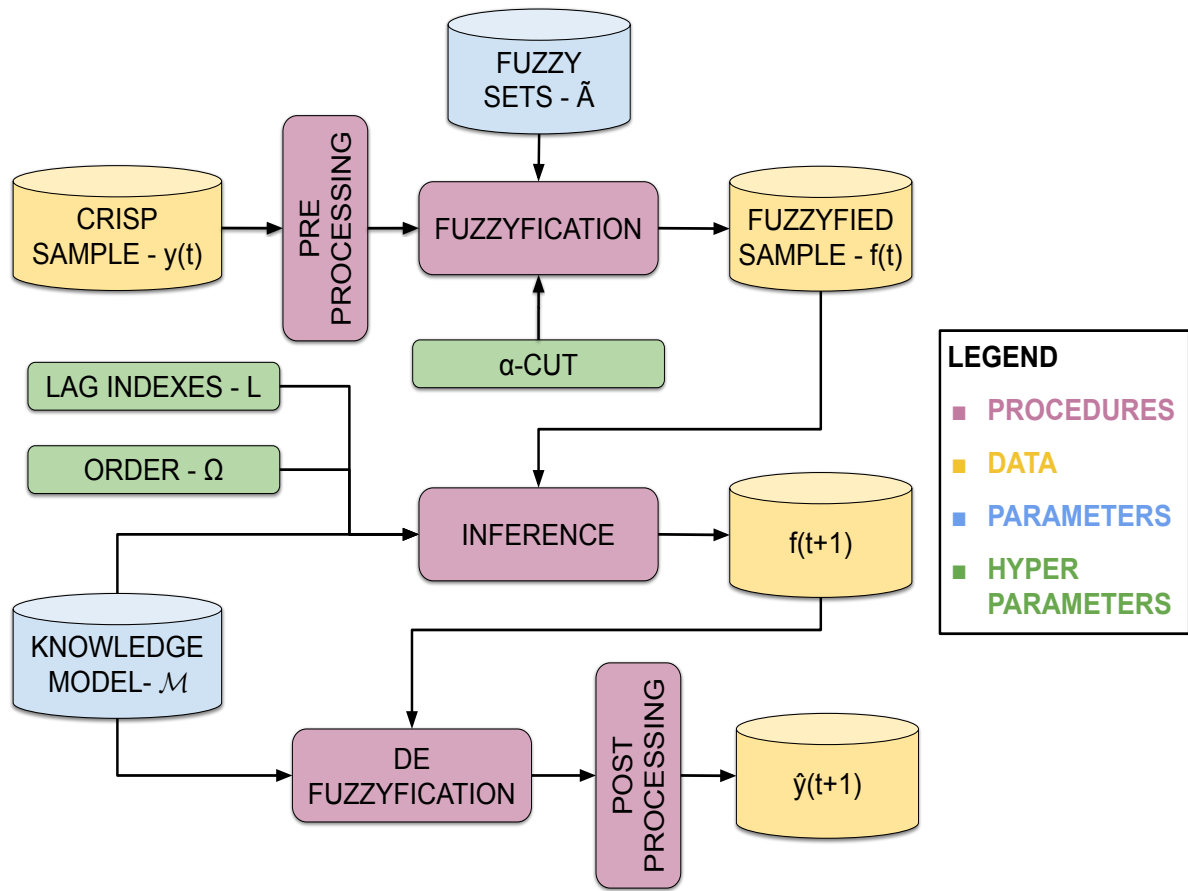 FUZZY
SETS - Ã
PRE
PROCESSING
CRISP
SAMPLE - y(t)
FUZZYFICATION
FUZZYFIED
SAMPLE - f(t)
α-CUT
LAG INDEXES - L
ORDER - Ω
INFERENCE
f(t+1)
KNOWLEDGE
MODEL- ℳ
DE
FUZZYFICATION
POST
PROCESSING
ŷ(t+1)
LEGEND
PROCEDURES
DATA
PARAMETERS
HYPER
PARAMETERS